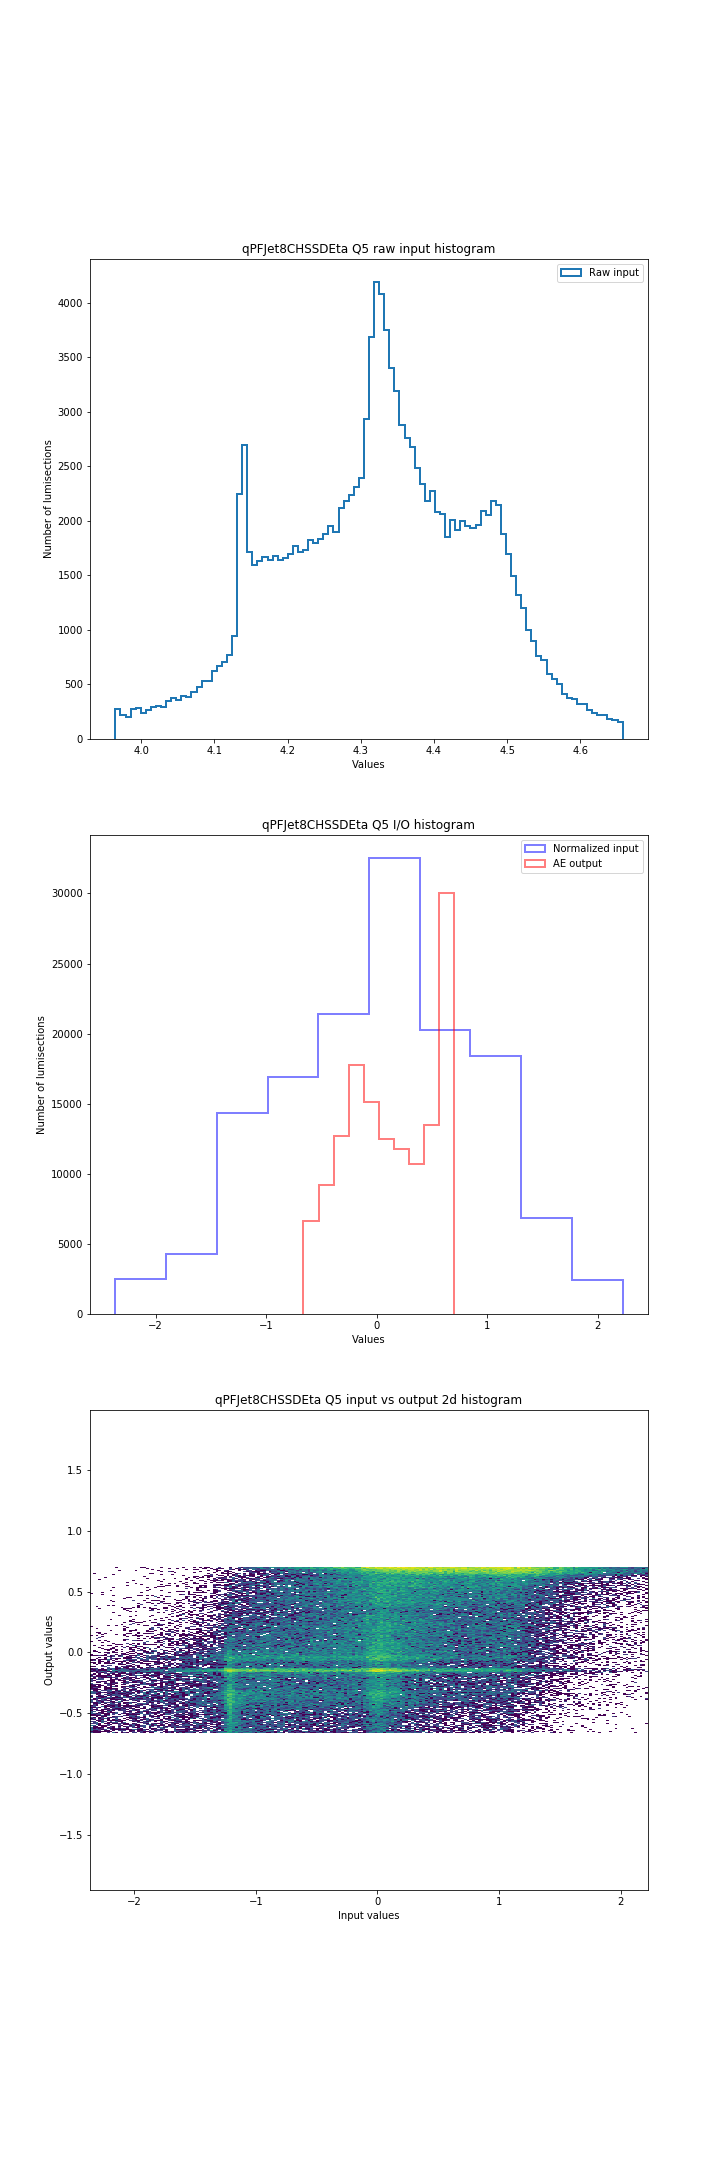 qPFJet8CHSSDEta Q5 raw input histogram
Raw input
4000
3500
3000
2500
2000
1500
1000
500
0
Number of lumisections
4.0 4.1 4.2 4.3 4.4 4.5 4.6
Values
qPFJet8CHSSDEta Q5 I/O histogram
Normalized input
AE output
30000
25000
20000
15000
10000
5000
0
Number of lumisections
−2 −1 0 1 2
Values
qPFJet8CHSSDEta Q5 input vs output 2d histogram
1.5
1.0
0.5
0.0
−0.5
−1.0
−1.5
Output values
−2 −1 0 1 2
Input values